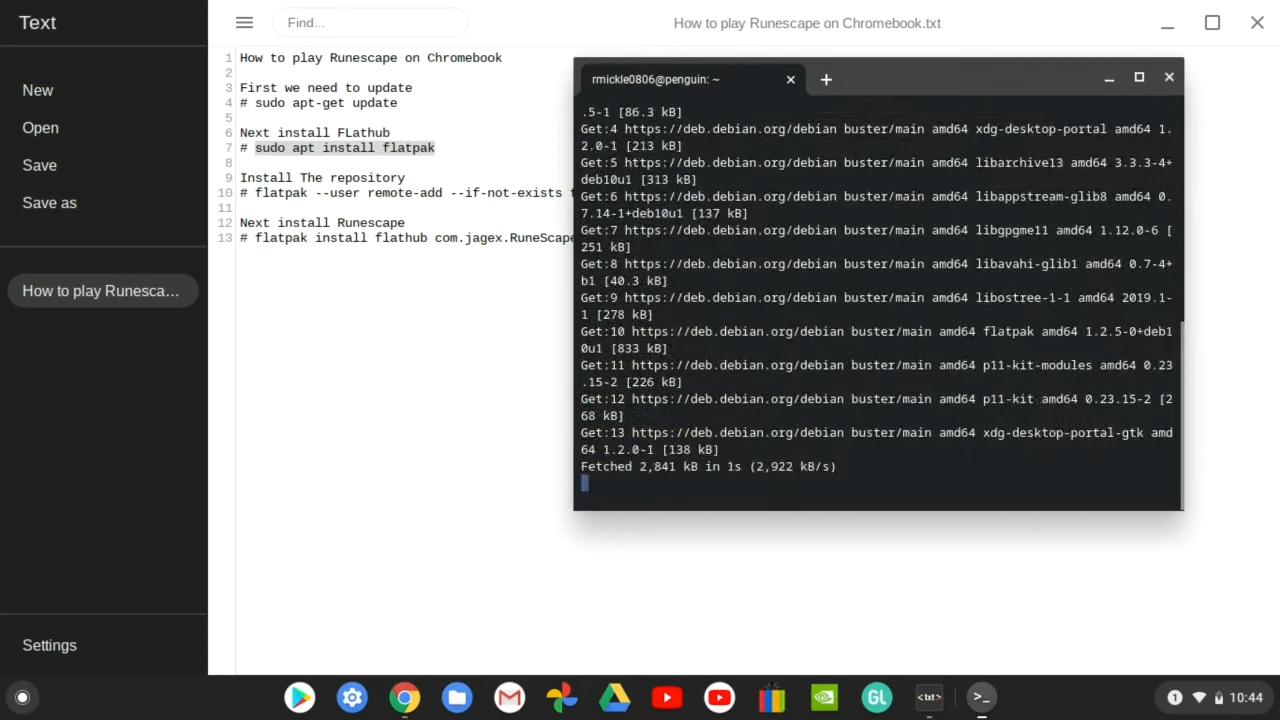 Text
New
Open
Save
Save as
How to play Runesca...
Settings
Find...
How to play Runescape on Chromebook.txt
1 How to play Runescape on Chromebook
2
3 First we need to update
4 # sudo apt-get update
5
6 Next install FLathub
7 # sudo apt install flatpak
8
9 Install The repository
10 # flatpak --user remote-add --if-not-exists f
11
12 Next install Runescape
13 # flatpak install flathub com.jagex.RuneScape
rmickle0806@penguin: ~
.5-1 [86.3 kB]
Get:4 https://deb.debian.org/debian buster/main amd64 xdg-desktop-portal amd64 1.
2.0-1 [213 kB]
Get:5 https://deb.debian.org/debian buster/main amd64 libarchive13 amd64 3.3.3-4+
deb10u1 [313 kB]
Get:6 https://deb.debian.org/debian buster/main amd64 libappstream-glib8 amd64 0.
7.14-1+deb10u1 [137 kB]
Get:7 https://deb.debian.org/debian buster/main amd64 libgpgme11 amd64 1.12.0-6 [
251 kB]
Get:8 https://deb.debian.org/debian buster/main amd64 libavahi-glib1 amd64 0.7-4+
b1 [40.3 kB]
Get:9 https://deb.debian.org/debian buster/main amd64 libostree-1-1 amd64 2019.1-
1 [278 kB]
Get:10 https://deb.debian.org/debian buster/main amd64 flatpak amd64 1.2.5-0+deb1
0u1 [833 kB]
Get:11 https://deb.debian.org/debian buster/main amd64 p11-kit-modules amd64 0.23
.15-2 [226 kB]
Get:12 https://deb.debian.org/debian buster/main amd64 p11-kit amd64 0.23.15-2 [2
68 kB]
Get:13 https://deb.debian.org/debian buster/main amd64 xdg-desktop-portal-gtk amd
64 1.2.0-1 [138 kB]
Fetched 2,841 kB in 1s (2,922 kB/s)
GL
<txt>
>_
1
10:44